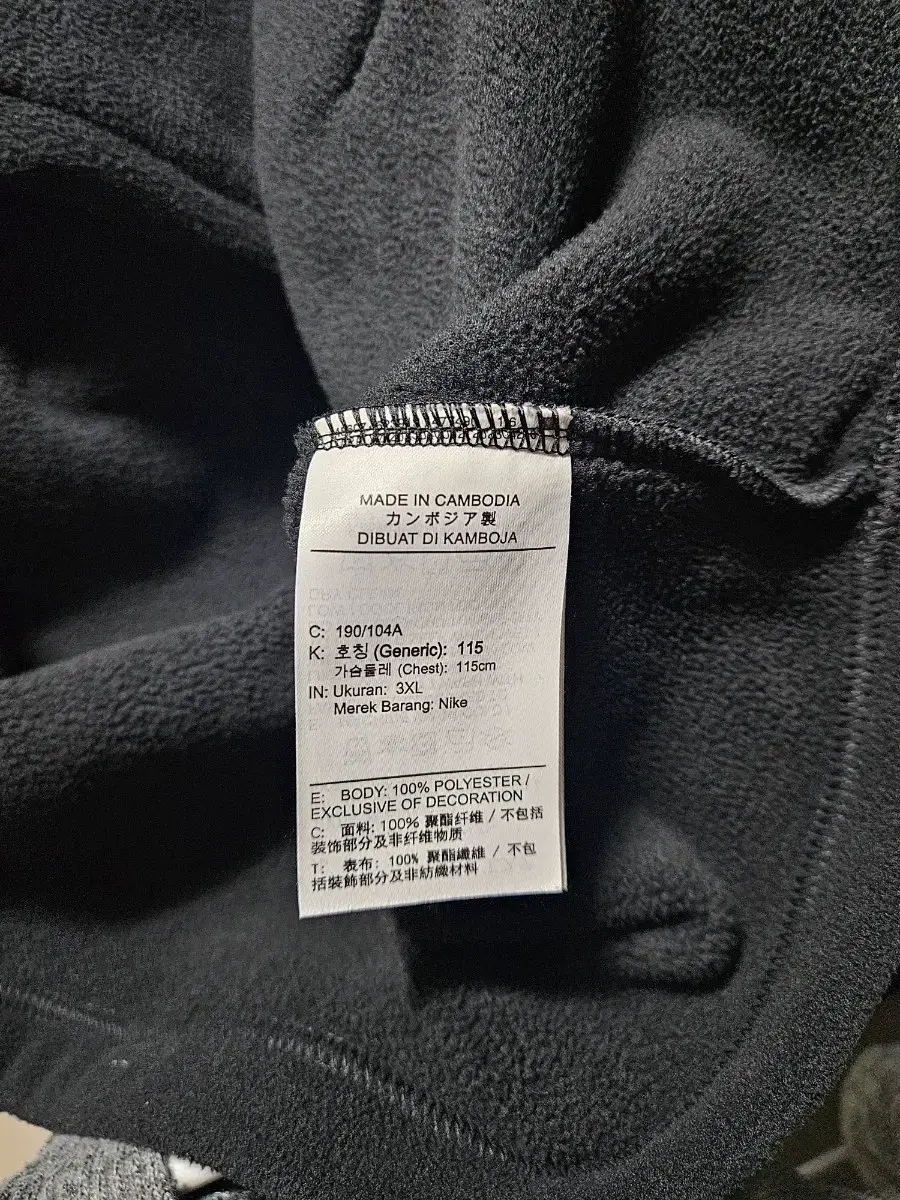 MADE IN CAMBODIA
カンボジア製
DIBUAT DI KAMBOJA
C: 190/104A
K: 호칭 (Generic): 115
가슴둘레 (Chest): 115cm
IN: Ukuran: 3XL
Merek Barang: Nike
E: BODY: 100% POLYESTER /
EXCLUSIVE OF DECORATION
C: 面料: 100% 聚酯纤维 / 不包括
装饰部分及非纤维物质
T: 表布: 100% 聚酯纖維 / 不包
括裝飾部分及非紡織材料